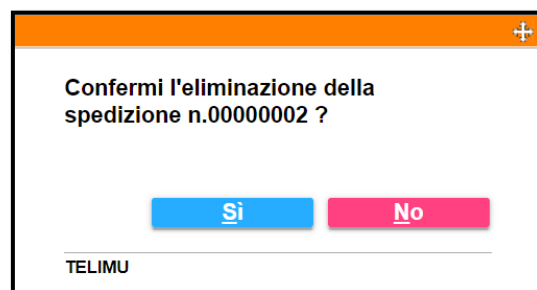 Confermi l'eliminazione della
spedizione n.00000002 ?
Sì
No
TELIMU